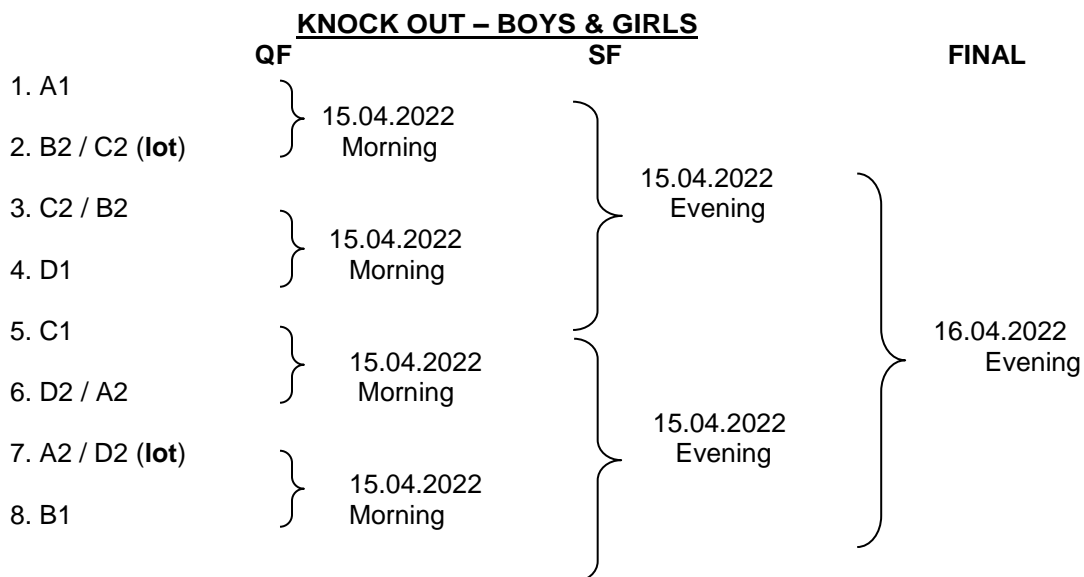 KNOCK OUT – BOYS & GIRLS
QF SF FINAL
1. A1
15.04.2022
2. B2 / C2 (lot) Morning
15.04.2022
3. C2 / B2 Evening
15.04.2022
4. D1 Morning
5. C1 16.04.2022
15.04.2022 Evening
6. D2 / A2 Morning
15.04.2022
7. A2 / D2 (lot) Evening
15.04.2022
8. B1 Morning